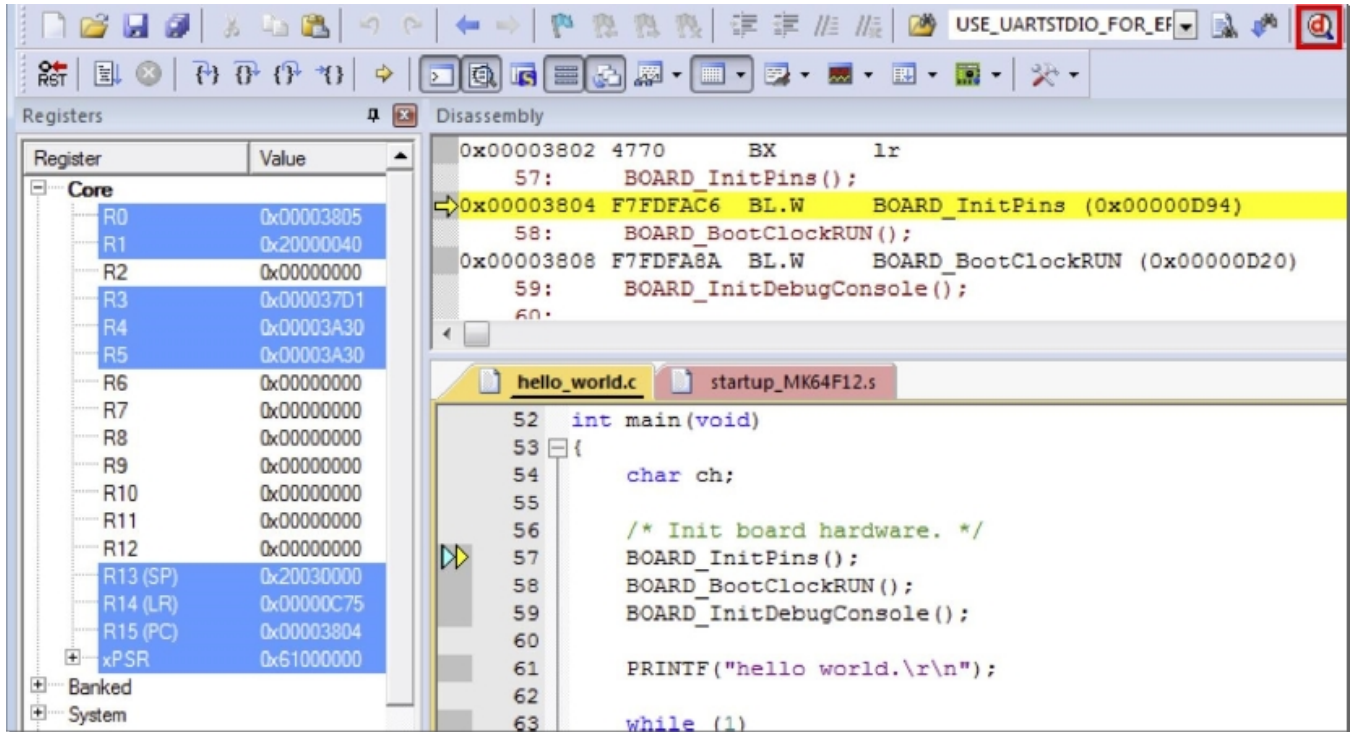 USE_UARTSTDIO_FOR_EF
RST
Registers
Register Value
Core
R0 0x00003805
R1 0x20000040
R2 0x00000000
R3 0x000037D1
R4 0x00003A30
R5 0x00003A30
R6 0x00000000
R7 0x00000000
R8 0x00000000
R9 0x00000000
R10 0x00000000
R11 0x00000000
R12 0x00000000
R13 (SP) 0x20030000
R14 (LR) 0x00000C75
R15 (PC) 0x00003804
xPSR 0x61000000
Banked
System
Disassembly
0x00003802 4770 BX lr
57: BOARD_InitPins();
0x00003804 F7FDFAC6 BL.W BOARD_InitPins (0x00000D94)
58: BOARD_BootClockRUN();
0x00003808 F7FDFA8A BL.W BOARD_BootClockRUN (0x00000D20)
59: BOARD_InitDebugConsole();
60:
hello_world.c startup_MK64F12.s
52 int main(void)
53 {
54 char ch;
55
56 /* Init board hardware. */
57 BOARD_InitPins();
58 BOARD_BootClockRUN();
59 BOARD_InitDebugConsole();
60
61 PRINTF("hello world.\r\n");
62
63 while (1)